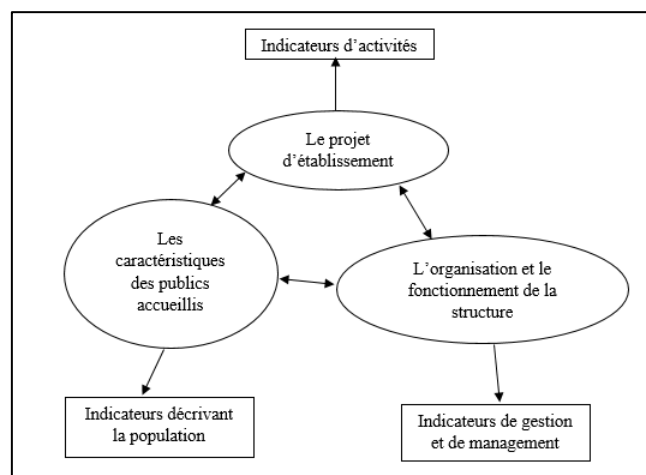 Indicateurs d’activités
Le projet
d’établissement
Les
caractéristiques
des publics
accueillis
L’organisation et le
fonctionnement de la
structure
Indicateurs décrivant
la population
Indicateurs de gestion
et de management